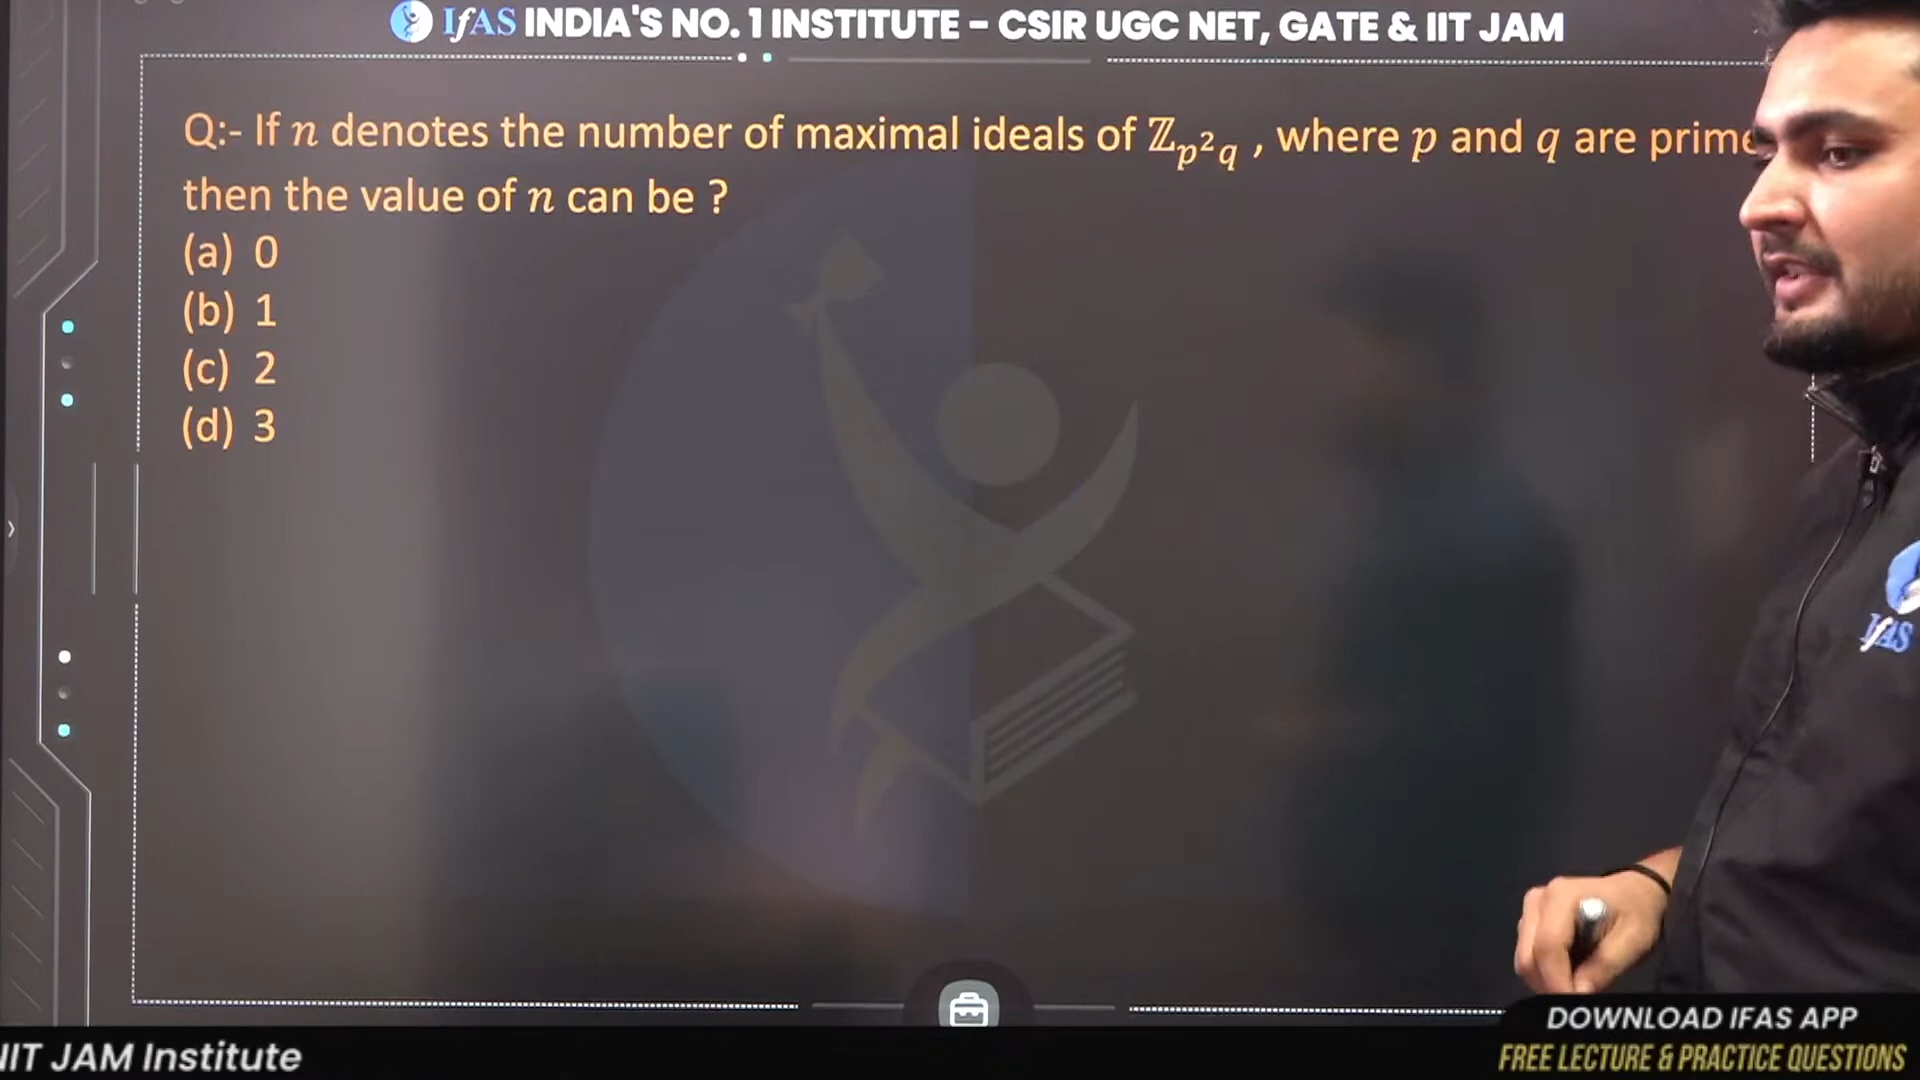 IfAS INDIA'S NO. 1 INSTITUTE - CSIR UGC NET, GATE & IIT JAM
Q:- If n denotes the number of maximal ideals of ℤ_{p²q} , where p and q are prime
then the value of n can be ?
(a) 0
(b) 1
(c) 2
(d) 3
IfAS
DOWNLOAD IFAS APP
IIT JAM Institute
FREE LECTURE & PRACTICE QUESTIONS